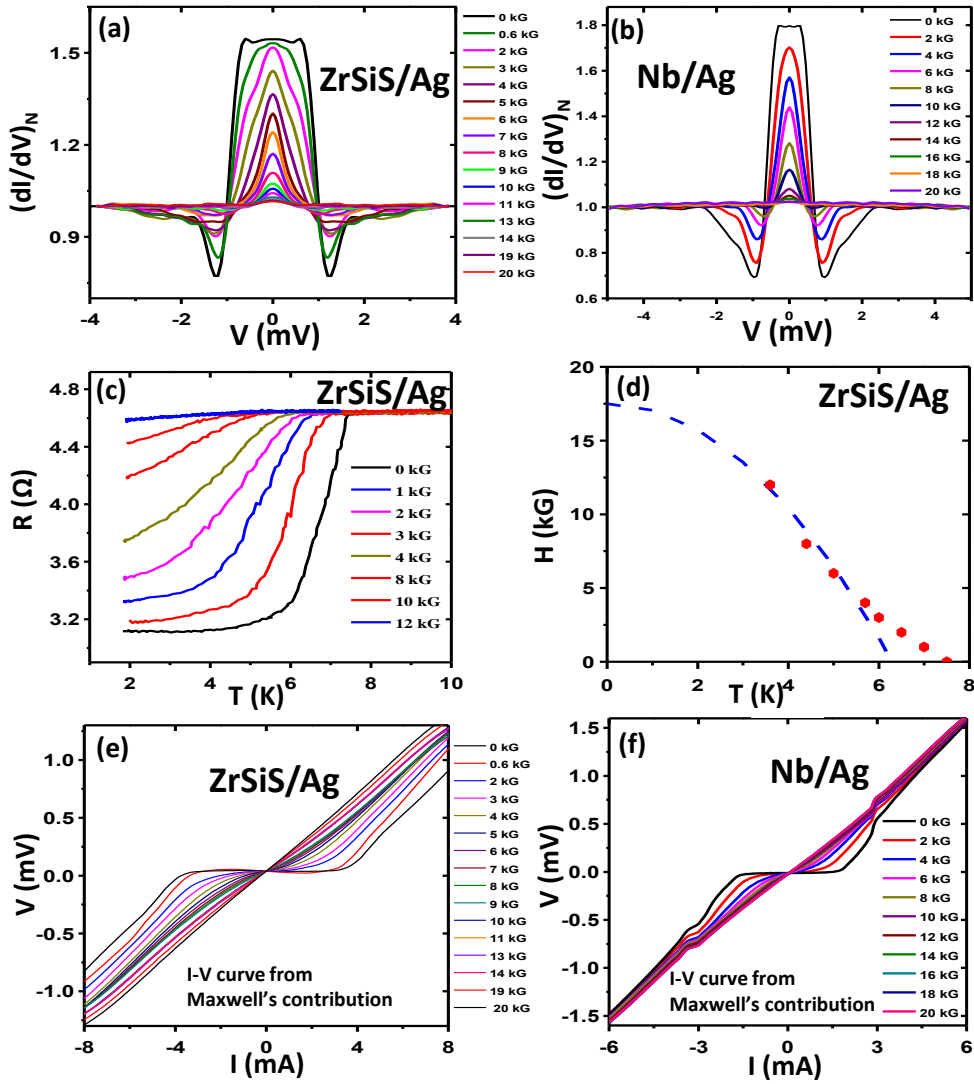 (a)
ZrSiS/Ag
(dI/dV)N
1.5
1.2
0.9
-4 -2 0 2 4
V (mV)
0 kG
0.6 kG
2 kG
3 kG
4 kG
5 kG
6 kG
7 kG
8 kG
9 kG
10 kG
11 kG
13 kG
14 kG
19 kG
20 kG
(b)
Nb/Ag
(dI/dV)N
1.8
1.6
1.4
1.2
1.0
0.8
0.6
-4 -2 0 2 4
V (mV)
0 kG
2 kG
4 kG
6 kG
8 kG
10 kG
12 kG
14 kG
16 kG
18 kG
20 kG
(c)
ZrSiS/Ag
R (Ω)
4.8
4.4
4.0
3.6
3.2
2 4 6 8 10
T (K)
0 kG
1 kG
2 kG
3 kG
4 kG
8 kG
10 kG
12 kG
(d)
ZrSiS/Ag
H (kG)
20
15
10
5
0
0 2 4 6 8
T (K)
(e)
ZrSiS/Ag
V (mV)
1.0
0.5
0.0
-0.5
-1.0
-8 -4 0 4 8
I (mA)
I-V curve from
Maxwell's contribution
0 kG
0.6 kG
2 kG
3 kG
4 kG
5 kG
6 kG
7 kG
8 kG
9 kG
10 kG
11 kG
13 kG
14 kG
19 kG
20 kG
(f)
Nb/Ag
V (mV)
1.5
1.0
0.5
0.0
-0.5
-1.0
-1.5
-6 -3 0 3 6
I (mA)
I-V curve from
Maxwell's contribution
0 kG
2 kG
4 kG
6 kG
8 kG
10 kG
12 kG
14 kG
16 kG
18 kG
20 kG